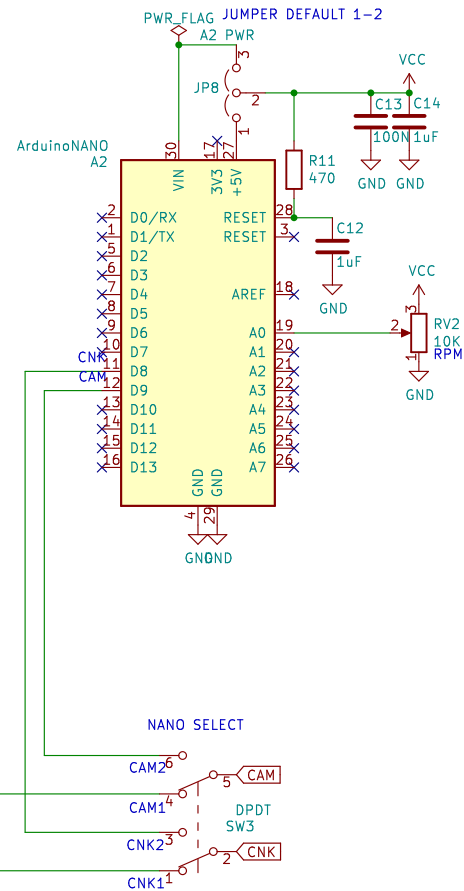 JUMPER DEFAULT 1-2
PWR_FLAG
A2 PWR
3
JP8
2
1
VCC
C13
100N
C14
1uF
GND
GND
ArduinoNANO
A2
30
17
27
VIN
3V3
+5V
R11
470
2
D0/RX
RESET
28
1
D1/TX
RESET
3
C12
1uF
GND
5
D2
6
D3
7
D4
AREF
18
8
D5
9
D6
A0
19
10
D7
A1
20
CNK
11
D8
A2
21
CAM
12
D9
A3
22
13
D10
A4
23
14
D11
A5
24
15
D12
A6
25
16
D13
A7
26
VCC
3
2
1
RV2
10K
RPM
GND
GND
GND
4
29
GND
GND
NANO SELECT
6
CAM2
5
CAM
4
CAM1
DPDT
SW3
3
CNK2
2
CNK
1
CNK1